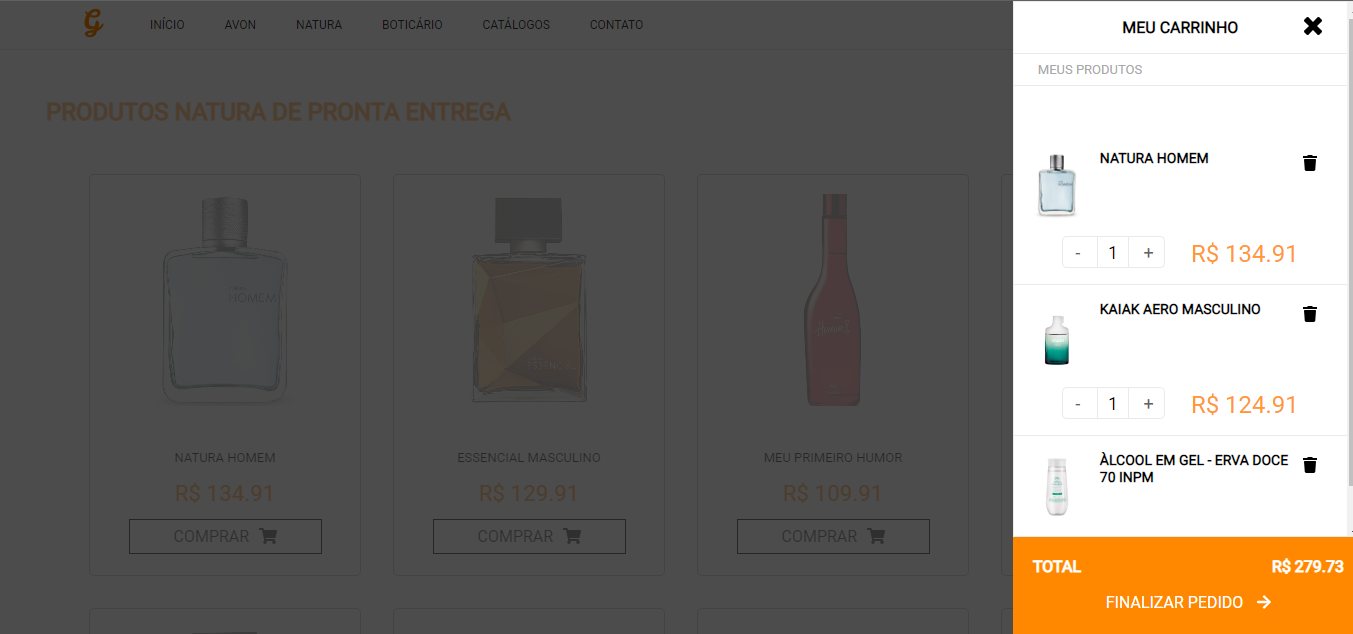 INÍCIO AVON NATURA BOTICÁRIO CATÁLOGOS CONTATO
PRODUTOS NATURA DE PRONTA ENTREGA
HOMEM
NATURA HOMEM
R$ 134.91
COMPRAR
ESSENCIAL MASCULINO
R$ 129.91
COMPRAR
MEU PRIMEIRO HUMOR
R$ 109.91
COMPRAR
MEU CARRINHO
MEUS PRODUTOS
NATURA HOMEM
- 1 + R$ 134.91
KAIAK AERO MASCULINO
- 1 + R$ 124.91
ÀLCOOL EM GEL - ERVA DOCE
70 INPM
TOTAL R$ 279.73
FINALIZAR PEDIDO